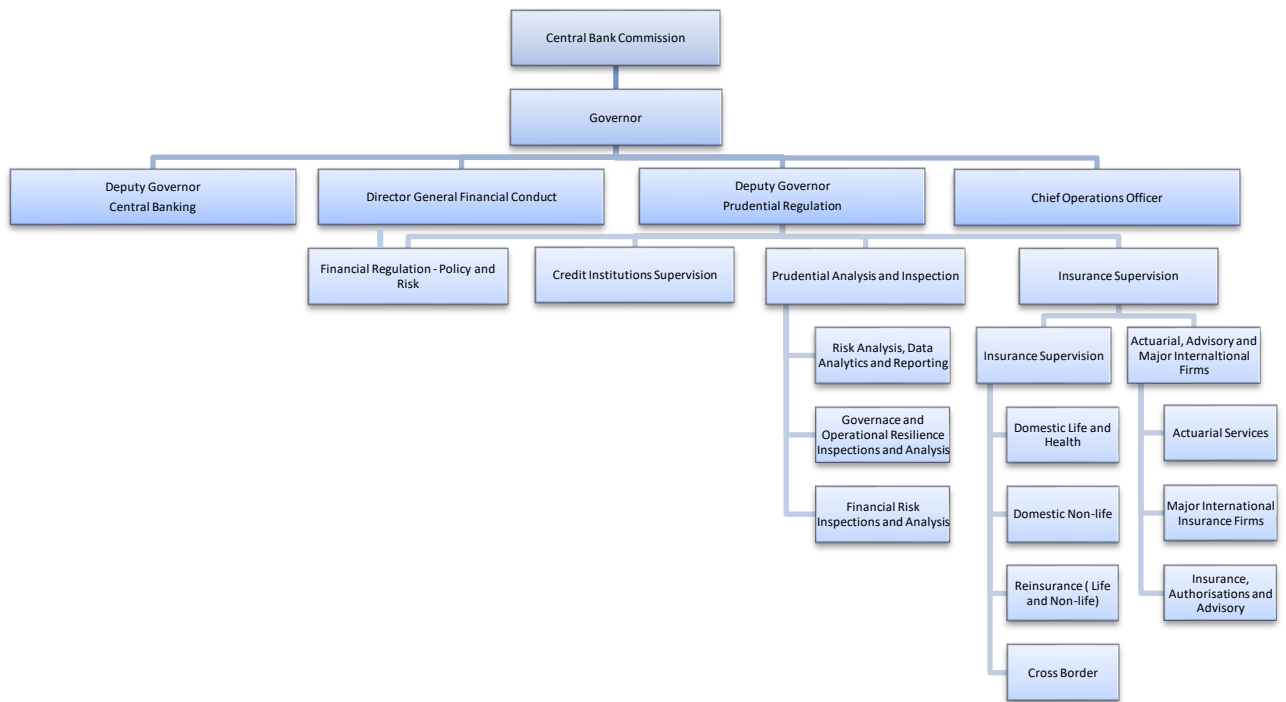 Central Bank Commission
Governor
Deputy Governor
Central Banking
Director General Financial Conduct
Deputy Governor
Prudential Regulation
Chief Operations Officer
Financial Regulation - Policy and
Risk
Credit Institutions Supervision
Prudential Analysis and Inspection
Insurance Supervision
Risk Analysis, Data
Analytics and Reporting
Governace and
Operational Resilience
Inspections and Analysis
Financial Risk
Inspections and Analysis
Insurance Supervision
Domestic Life and
Health
Domestic Non-life
Reinsurance ( Life
and Non-life)
Cross Border
Actuarial, Advisory and
Major Internaltional
Firms
Actuarial Services
Major International
Insurance Firms
Insurance,
Authorisations and
Advisory